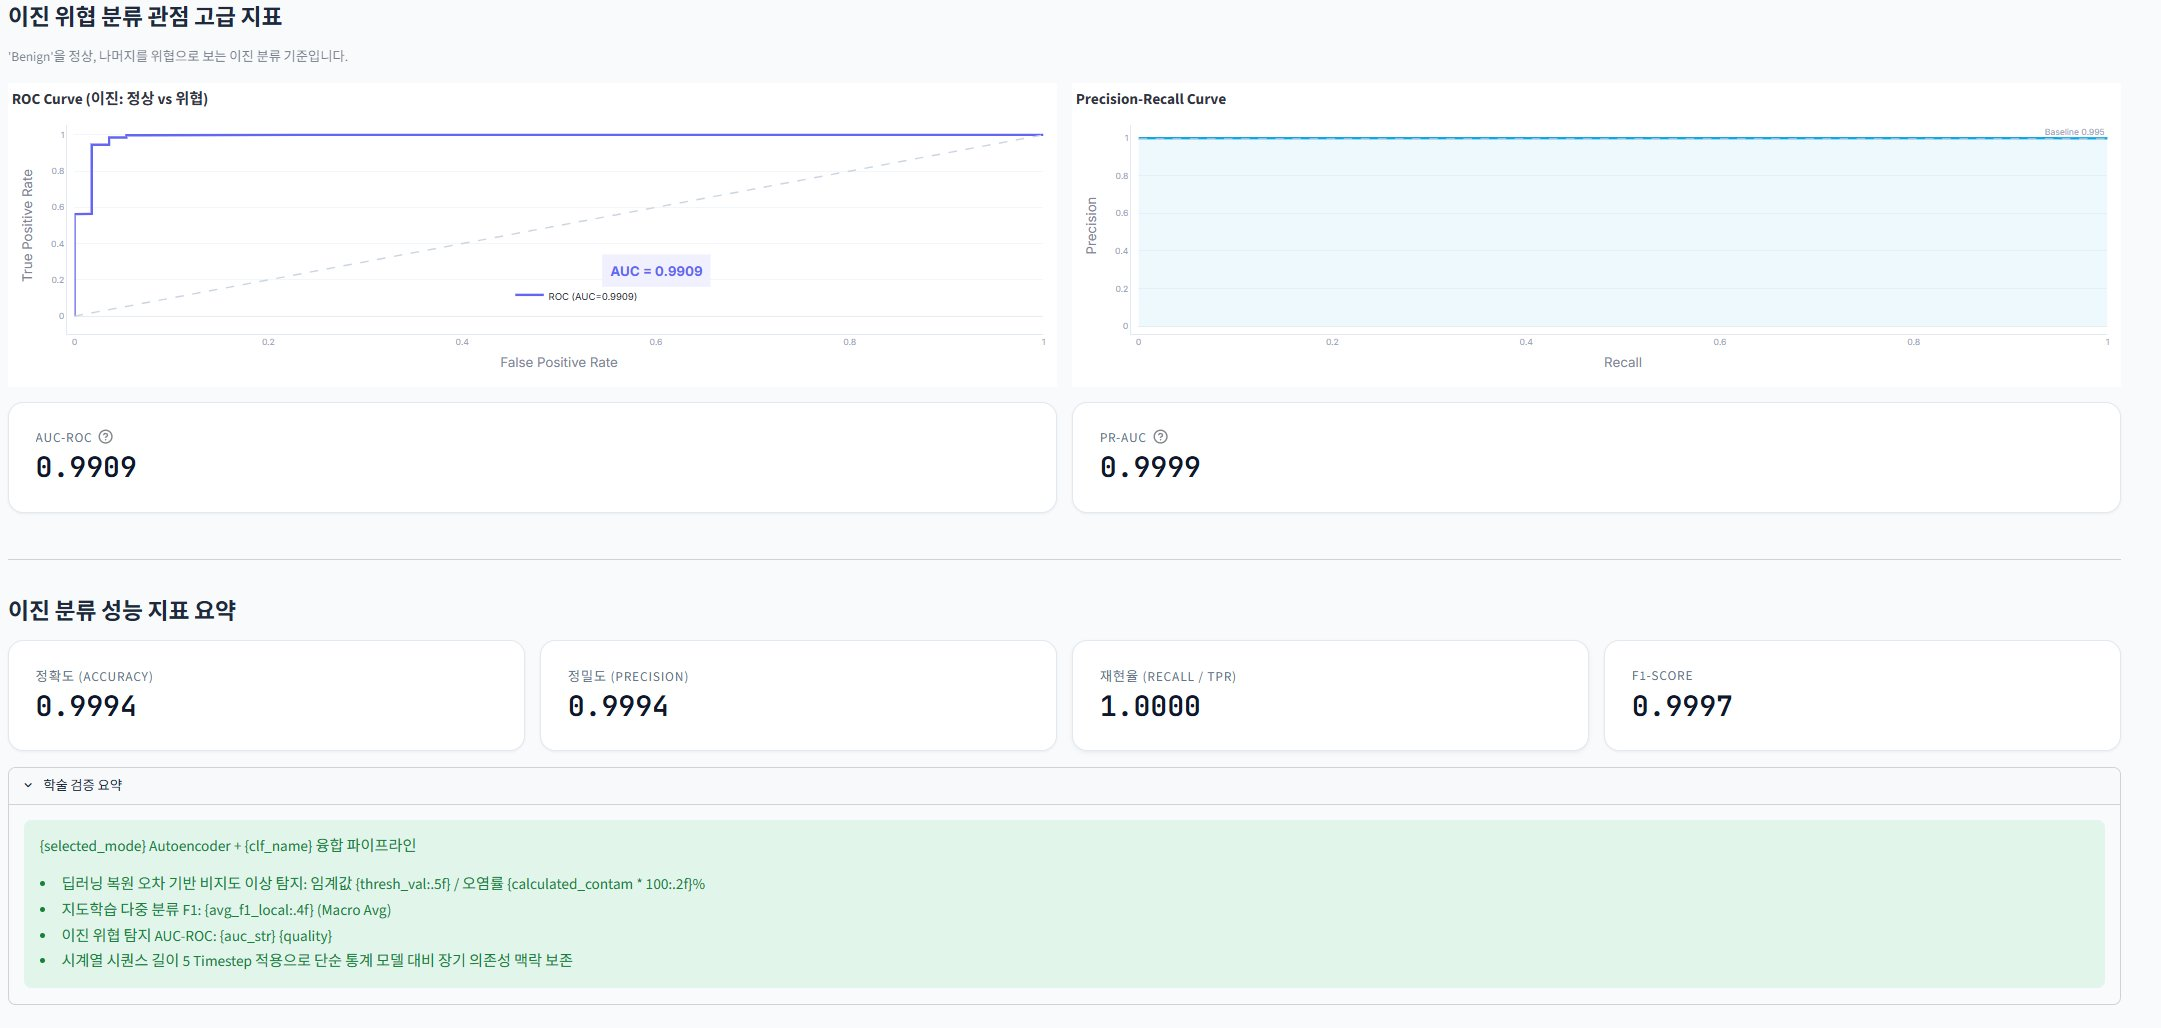 이진 위협 분류 관점 고급 지표
'Benign'을 정상, 나머지를 위협으로 보는 이진 분류 기준입니다.
ROC Curve (이진: 정상 vs 위협)
1
0.8
0.6
0.4
0.2
0
True Positive Rate
AUC = 0.9909
ROC (AUC=0.9909)
0 0.2 0.4 0.6 0.8 1
False Positive Rate
Precision-Recall Curve
Baseline 0.995
1
0.8
0.6
0.4
0.2
0
Precision
0 0.2 0.4 0.6 0.8 1
Recall
AUC-ROC ?
0.9909
PR-AUC ?
0.9999
이진 분류 성능 지표 요약
정확도 (ACCURACY)
0.9994
정밀도 (PRECISION)
0.9994
재현율 (RECALL / TPR)
1.0000
F1-SCORE
0.9997
학술 검증 요약
{selected_mode} Autoencoder + {clf_name} 융합 파이프라인
• 딥러닝 복원 오차 기반 비지도 이상 탐지: 임계값 {thresh_val:.5f} / 오염률 {calculated_contam * 100:.2f}%
• 지도학습 다중 분류 F1: {avg_f1_local:.4f} (Macro Avg)
• 이진 위협 탐지 AUC-ROC: {auc_str} {quality}
• 시계열 시퀀스 길이 5 Timestep 적용으로 단순 통계 모델 대비 장기 의존성 맥락 보존